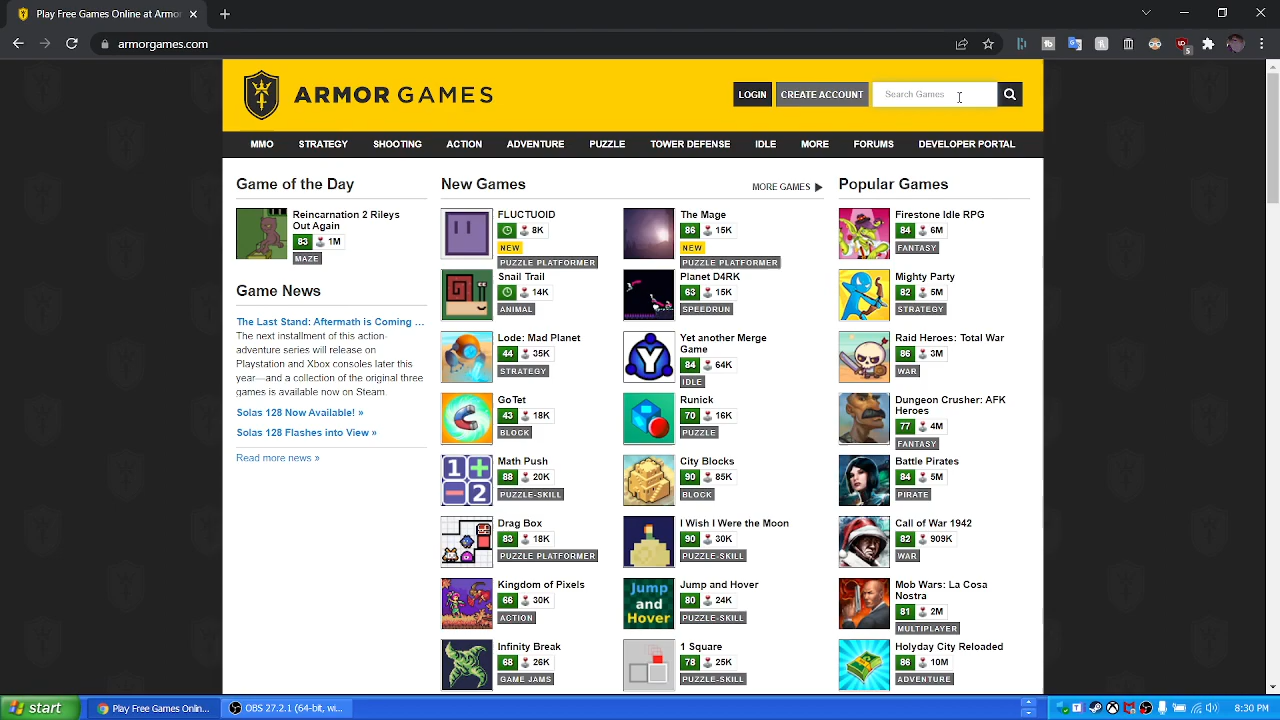 Play Free Games Online at
armorgames.com
ARMOR GAMES
LOGIN
CREATE ACCOUNT
Search Games
MMO
STRATEGY
SHOOTING
ACTION
ADVENTURE
PUZZLE
TOWER DEFENSE
IDLE
MORE
FORUMS
DEVELOPER PORTAL
Game of the Day
Reincarnation 2 Rileys
Out Again
83 1M
MAZE
Game News
The Last Stand: Aftermath is Coming ...
The next installment of this action-
adventure series will release on
Playstation and Xbox consoles later this
year—and a collection of the original three
games is available now on Steam.
Solas 128 Now Available! »
Solas 128 Flashes into View »
Read more news »
New Games
MORE GAMES
FLUCTUOID
8K
NEW
PUZZLE PLATFORMER
The Mage
86 15K
NEW
PUZZLE PLATFORMER
Snail Trail
14K
ANIMAL
Planet D4RK
63 15K
SPEEDRUN
Lode: Mad Planet
44 35K
STRATEGY
Y
Yet another Merge
Game
84 64K
IDLE
GoTet
43 18K
BLOCK
Runick
70 16K
PUZZLE
1 + - 2
Math Push
88 20K
PUZZLE-SKILL
City Blocks
90 85K
BLOCK
Drag Box
83 18K
PUZZLE PLATFORMER
I Wish I Were the Moon
90 30K
PUZZLE-SKILL
Kingdom of Pixels
66 30K
ACTION
Jump
and
Hover
Jump and Hover
80 24K
PUZZLE-SKILL
Infinity Break
68 26K
GAME JAMS
1 Square
78 25K
PUZZLE-SKILL
Popular Games
Firestone Idle RPG
84 6M
FANTASY
Mighty Party
82 5M
STRATEGY
Raid Heroes: Total War
86 3M
WAR
Dungeon Crusher: AFK
Heroes
77 4M
FANTASY
Battle Pirates
84 5M
PIRATE
Call of War 1942
82 909K
WAR
Mob Wars: La Cosa
Nostra
81 2M
MULTIPLAYER
Holyday City Reloaded
86 10M
ADVENTURE
start
Play Free Games Onlin...
OBS 27.2.1 (64-bit, wi...
8:30 PM